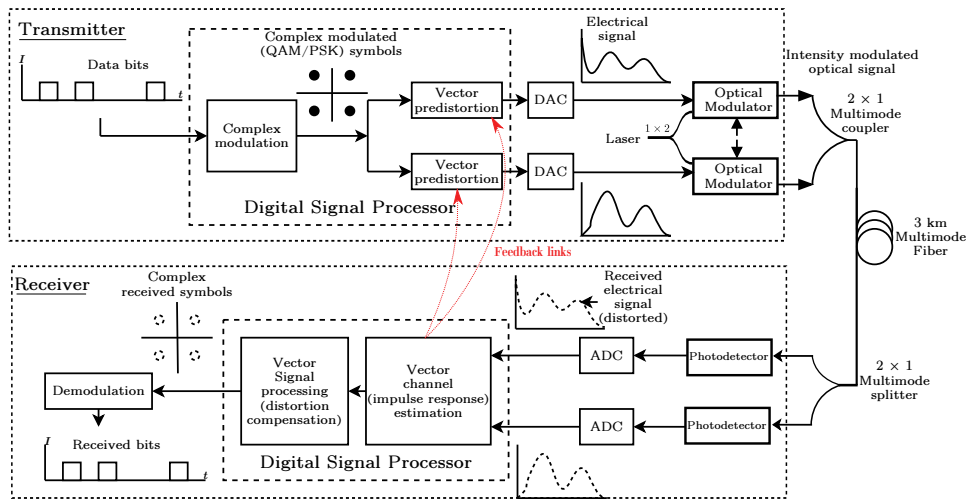 Transmitter
I
Data bits
t
Complex modulated
(QAM/PSK) symbols
Complex
modulation
Vector
predistortion
Vector
predistortion
Digital Signal Processor
DAC
DAC
Electrical
signal
Laser
1 × 2
Optical
Modulator
Optical
Modulator
Intensity modulated
optical signal
2 × 1
Multimode
coupler
3 km
Multimode
Fiber
Feedback links
Receiver
Complex
received symbols
Demodulation
I
Received bits
t
Vector
Signal
processing
(distortion
compensation)
Vector
channel
(impulse response)
estimation
Digital Signal Processor
Received
electrical
signal
(distorted)
ADC
ADC
Photodetector
Photodetector
2 × 1
Multimode
splitter